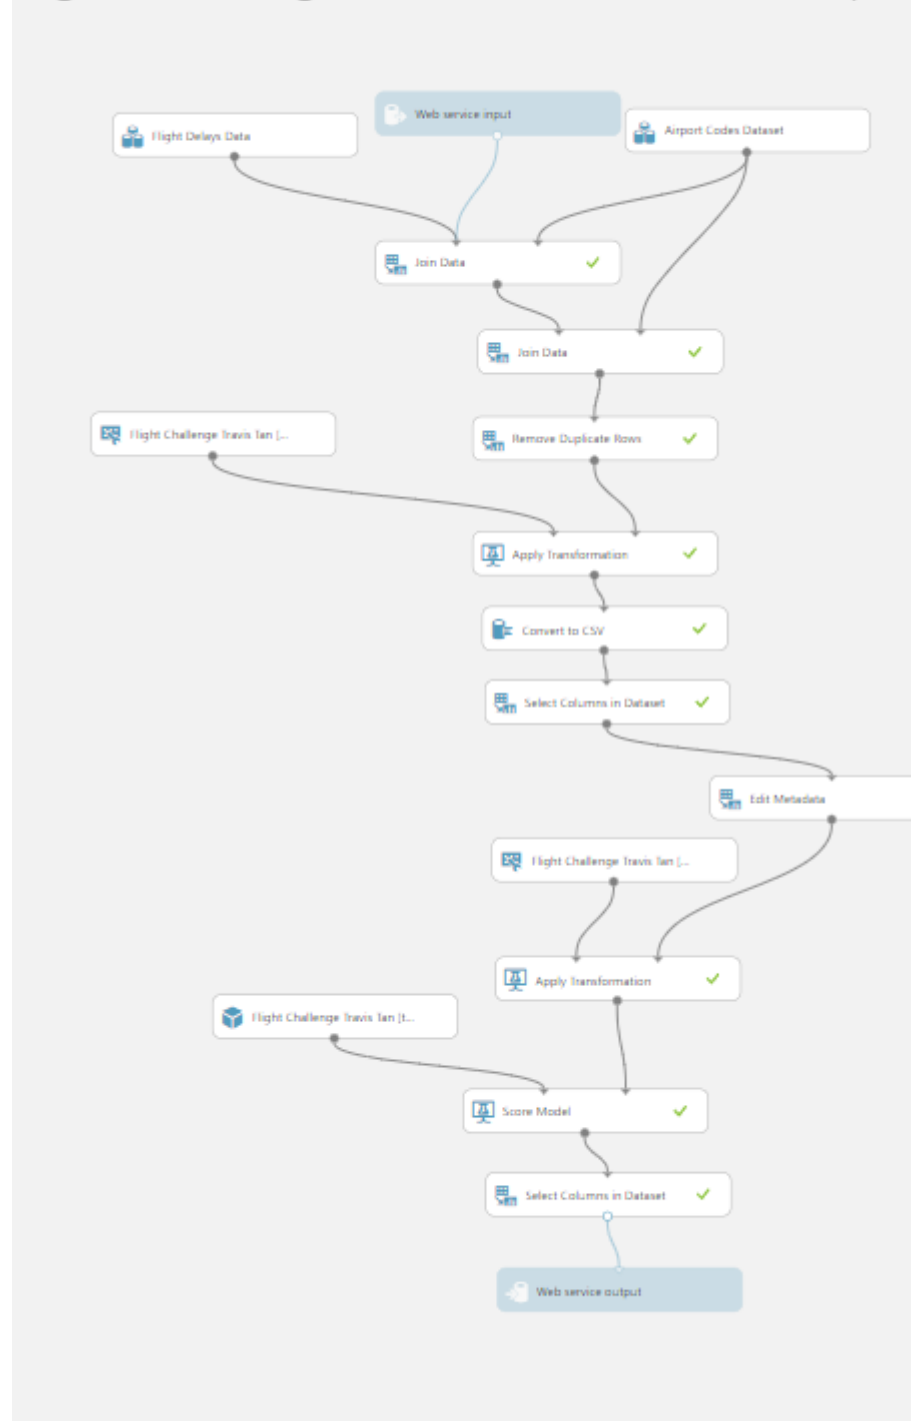 Web service input
Flight Delays Data
Airport Codes Dataset
Join Data
Join Data
Flight Challenge Travis Tan [...
Remove Duplicate Rows
Apply Transformation
Convert to CSV
Select Columns in Dataset
Edit Metadata
Flight Challenge Travis Tan [...
Apply Transformation
Flight Challenge Travis Tan [t...
Score Model
Select Columns in Dataset
Web service output